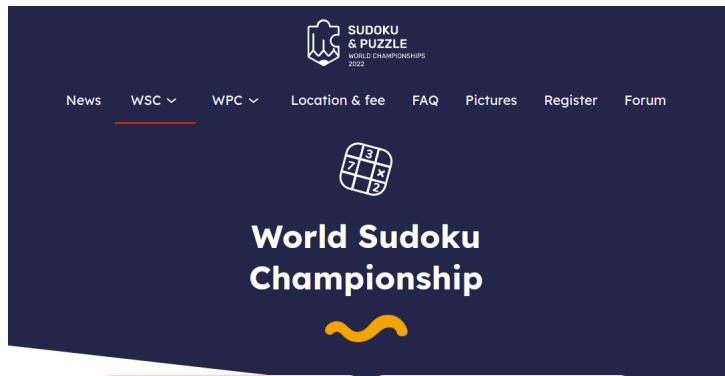 SUDOKU
& PUZZLE
WORLD CHAMPIONSHIPS
2022
News WSC WPC Location & fee FAQ Pictures Register Forum
3
7 x
2
World Sudoku
Championship